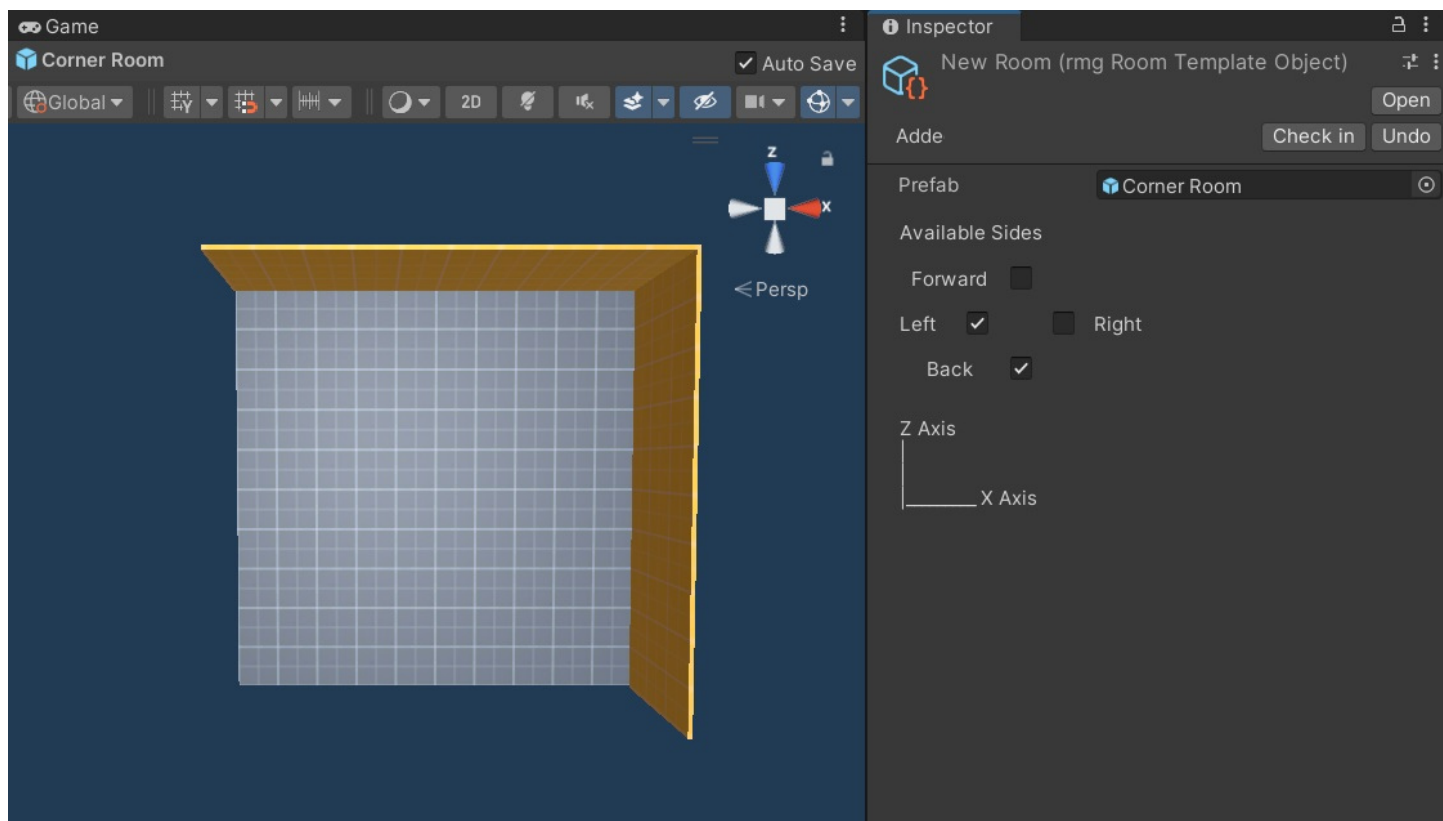 Game
Corner Room
Auto Save
Global
2D
Z
x
Persp
Inspector
New Room (rmg Room Template Object)
Open
Adde
Check in
Undo
Prefab
Corner Room
Available Sides
Forward
Left
Right
Back
Z Axis
X Axis